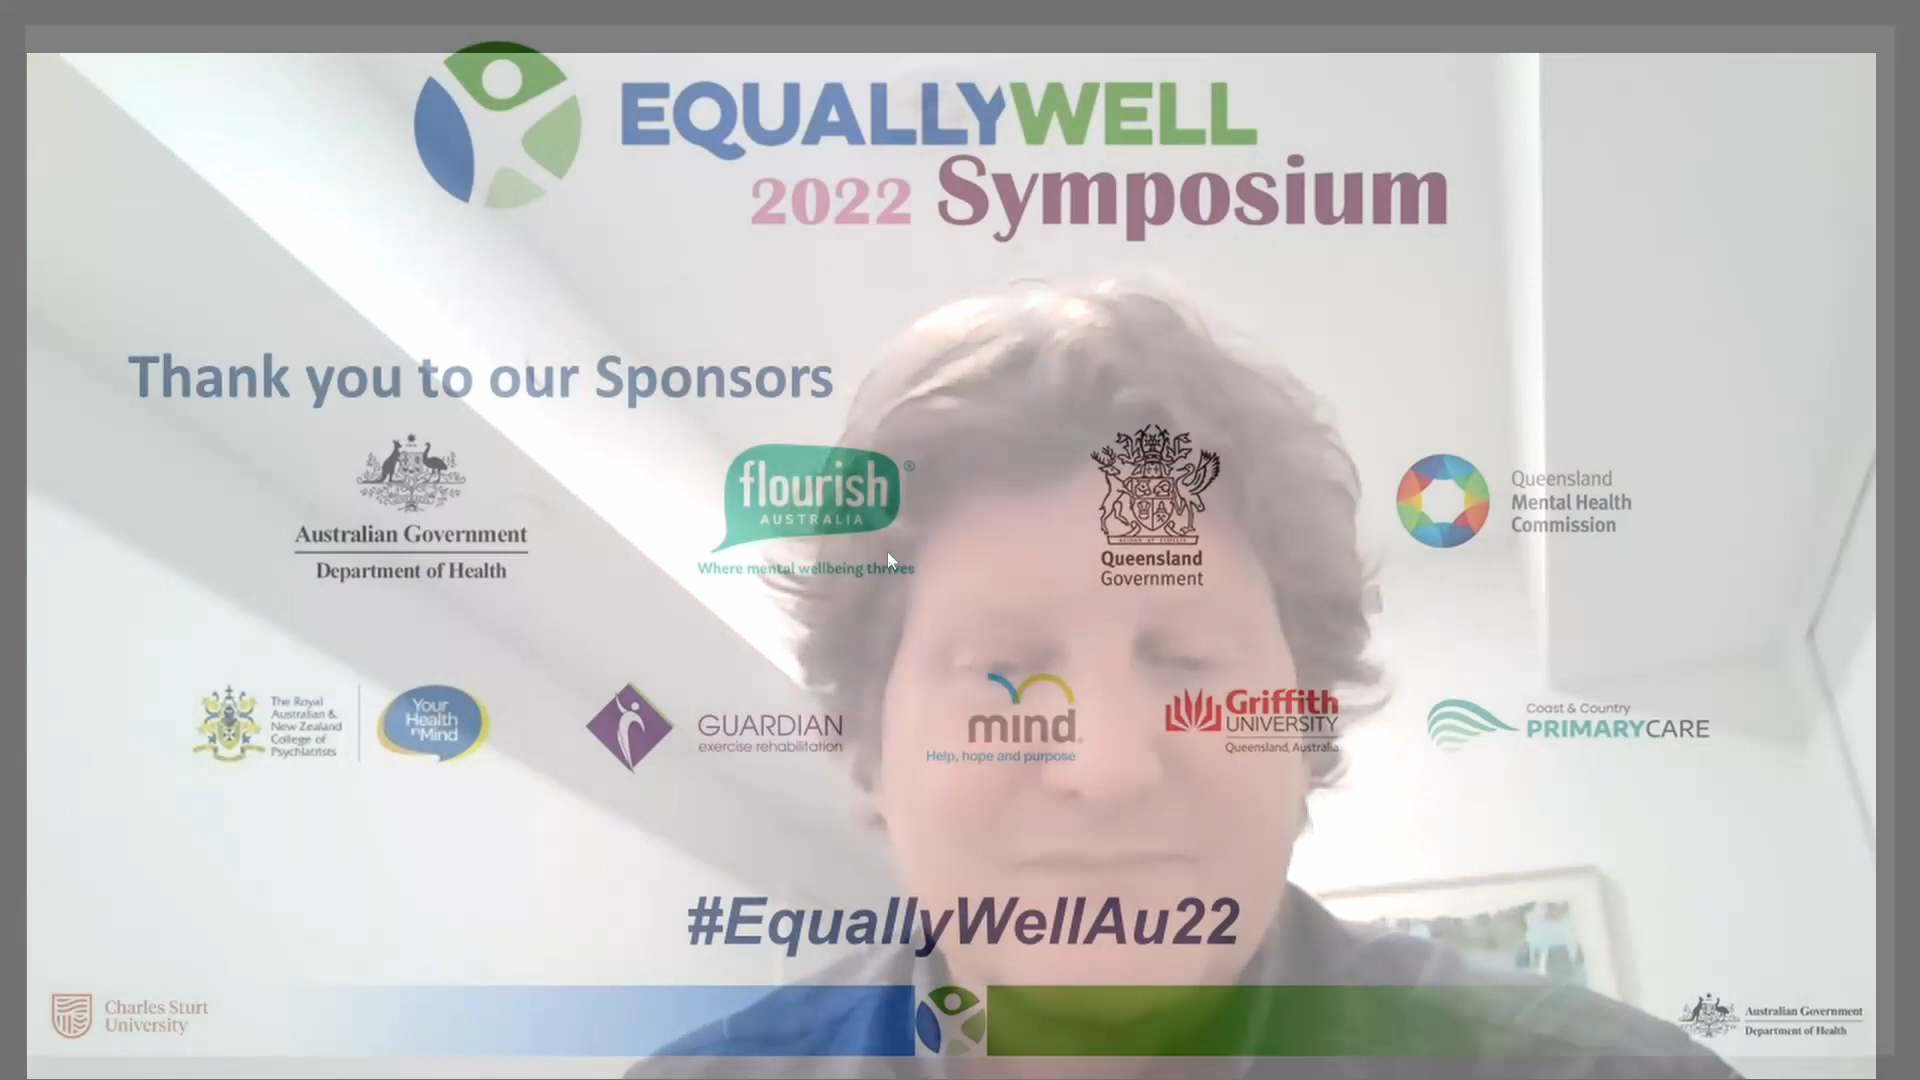 EQUALLYWELL
2022 Symposium
Thank you to our Sponsors
Australian Government
Department of Health
flourish®
AUSTRALIA
Where mental wellbeing thrives
Queensland
Government
Queensland
Mental Health
Commission
The Royal
Australian &
New Zealand
College of
Psychiatrists
Your
Health
in Mind
GUARDIAN
exercise rehabilitation
mind
Help, hope and purpose
Griffith
UNIVERSITY
Queensland, Australia
Coast & Country
PRIMARYCARE
#EquallyWellAu22
Charles Sturt
University
Australian Government
Department of Health